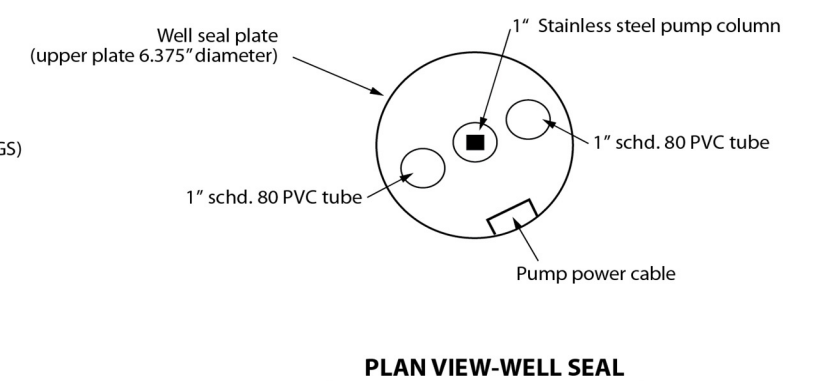 1“ Stainless steel pump column
Well seal plate
(upper plate 6.375” diameter)
GS)
1” schd. 80 PVC tube
1” schd. 80 PVC tube
Pump power cable
PLAN VIEW-WELL SEAL